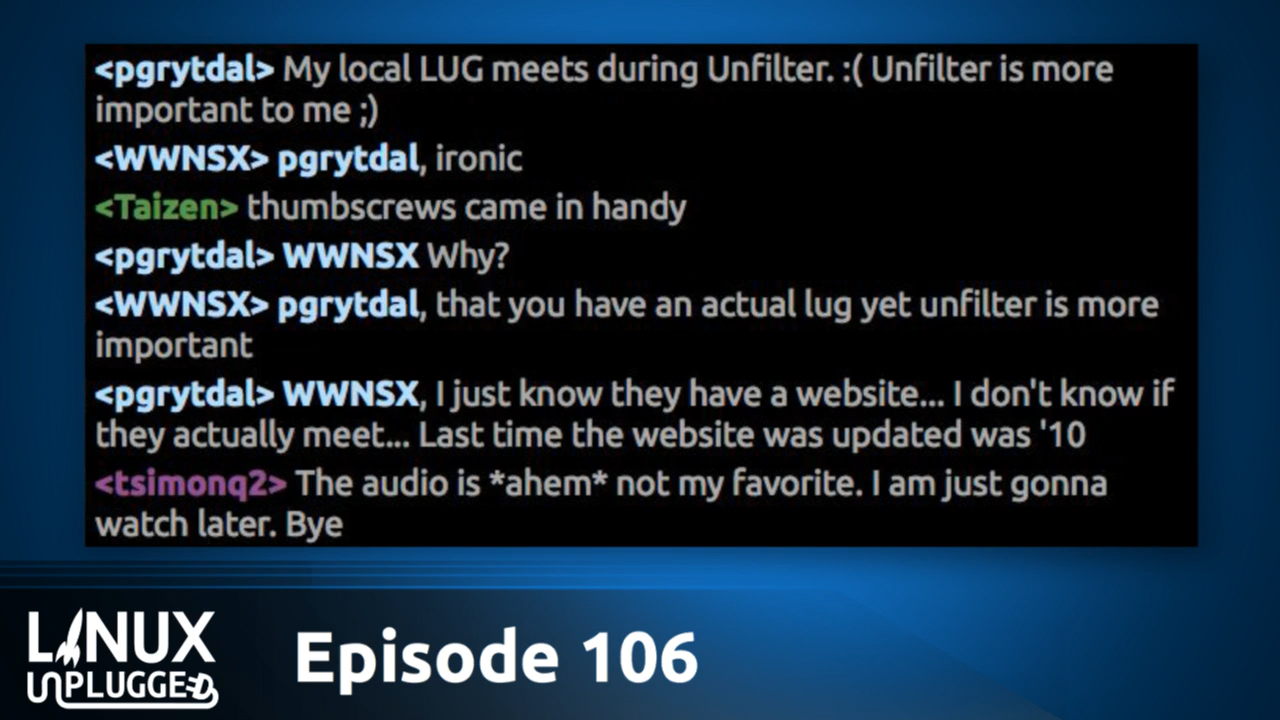 <pgrytdal> My local LUG meets during Unfilter. :( Unfilter is more
important to me ;)
<WWNSX> pgrytdal, ironic
<Taizen> thumbscrews came in handy
<pgrytdal> WWNSX Why?
<WWNSX> pgrytdal, that you have an actual lug yet unfilter is more
important
<pgrytdal> WWNSX, I just know they have a website... I don't know if
they actually meet... Last time the website was updated was '10
<tsimonq2> The audio is *ahem* not my favorite. I am just gonna
watch later. Bye
LINUX
UNPLUGGED
Episode 106